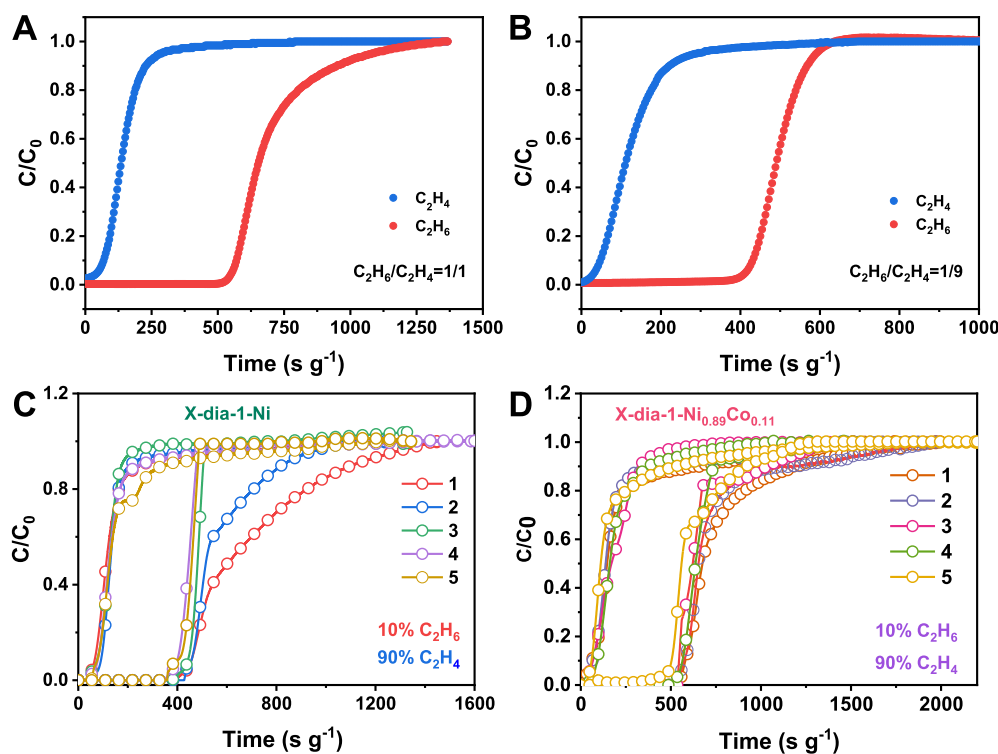 A
C/C₀
1.0
0.8
0.6
0.4
0.2
0.0
C₂H₄
C₂H₆
C₂H₆/C₂H₄=1/1
0 250 500 750 1000 1250 1500
Time (s g⁻¹)
B
C/C₀
1.0
0.8
0.6
0.4
0.2
0.0
C₂H₄
C₂H₆
C₂H₆/C₂H₄=1/9
0 200 400 600 800 1000
Time (s g⁻¹)
C
X-dia-1-Ni
C/C₀
1.2
0.8
0.4
0.0
1
2
3
4
5
10% C₂H₆
90% C₂H₄
0 400 800 1200 1600
Time (s g⁻¹)
D
X-dia-1-Ni₀.₈₉Co₀.₁₁
C/C0
1.2
1.0
0.8
0.6
0.4
0.2
0.0
1
2
3
4
5
10% C₂H₆
90% C₂H₄
0 500 1000 1500 2000
Time (s g⁻¹)